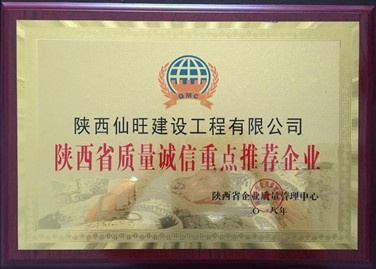 GMC
陕西仙旺建设工程有限公司
陕西省质量诚信重点推荐企业
陕西省企业质量管理中心
二〇一八年